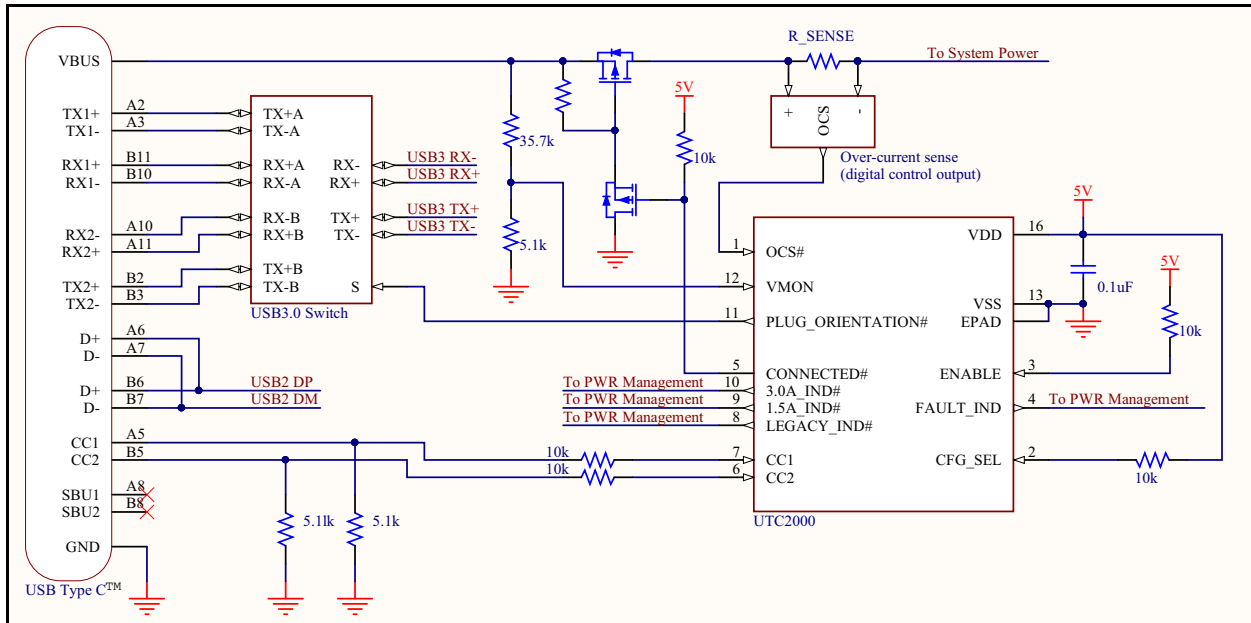 R_SENSE
VBUS
To System Power
5V
+ OCS -
TX1+ A2 TX+A
TX1- A3 TX-A
35.7k
10k
Over-current sense
(digital control output)
RX1+ B11 RX+A RX- USB3 RX-
RX1- B10 RX-A RX+ USB3 RX+
5V
RX2- A10 RX-B TX+ USB3 TX+
RX2+ A11 RX+B TX- USB3 TX-
5.1k
1 OCS# VDD 16
5V
TX2+ B2 TX+B
TX2- B3 TX-B S
12 VMON
0.1uF
USB3.0 Switch
VSS 13
11 PLUG_ORIENTATION# EPAD
10k
D+ A6
D- A7
5 CONNECTED# ENABLE 3
D+ B6 USB2 DP
To PWR Management 10 3.0A_IND#
D- B7 USB2 DM
To PWR Management 9 1.5A_IND# FAULT_IND 4 To PWR Management
To PWR Management 8 LEGACY_IND#
CC1 A5
CC2 B5
10k 7 CC1 CFG_SEL 2
10k 6 CC2
10k
SBU1 A8
SBU2 B8
5.1lk 5.1k
UTC2000
GND
USB Type C™